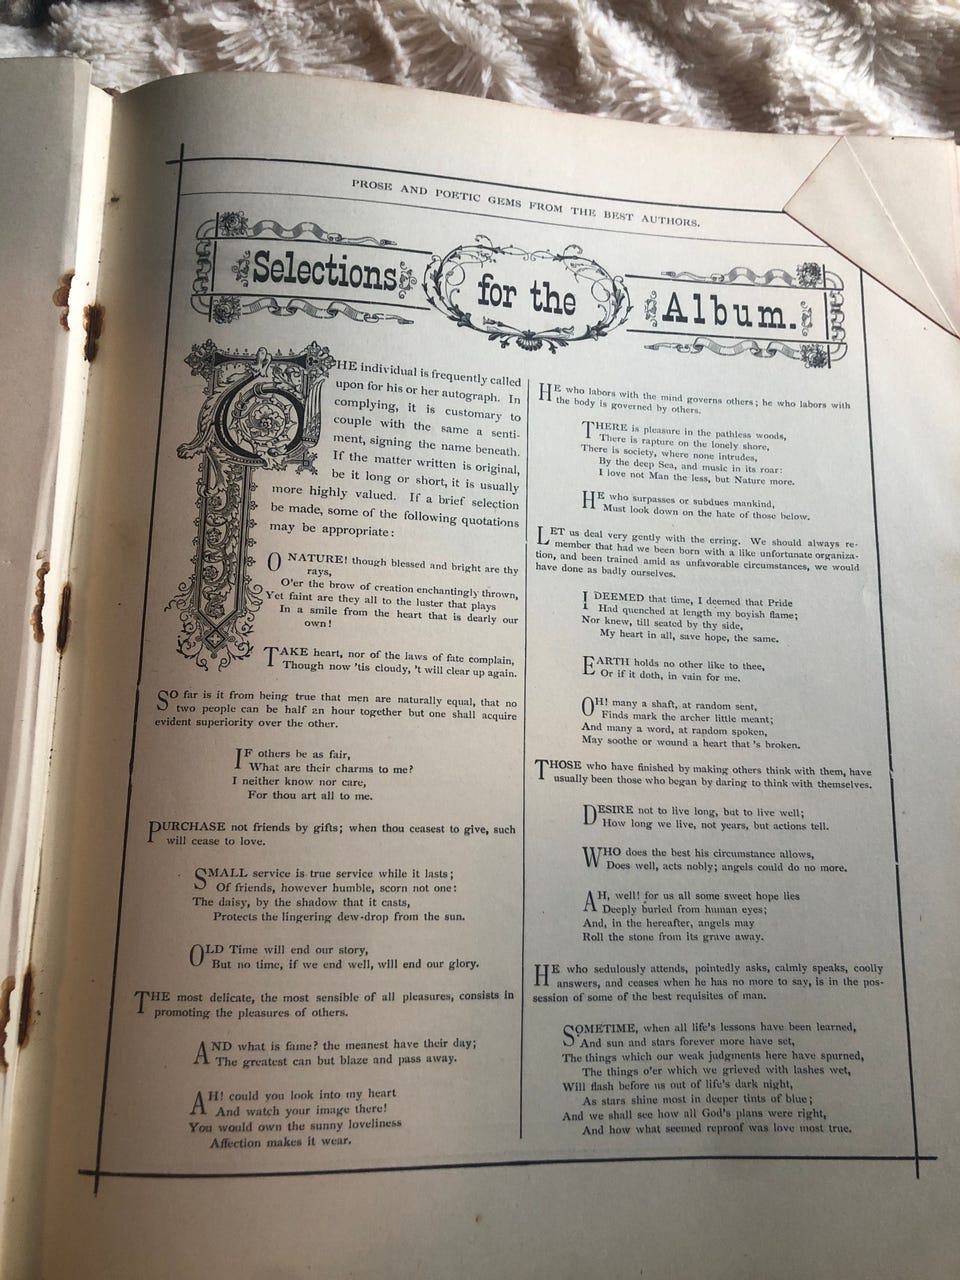 PROSE AND POETIC GEMS FROM THE BEST AUTHORS.
Selections for the Album.
THE individual is frequently called
upon for his or her autograph. In
complying, it is customary to
couple with the same a senti-
ment, signing the name beneath.
If the matter written is original,
be it long or short, it is usually
more highly valued. If a brief selection
be made, some of the following quotations
may be appropriate:
O NATURE! though blessed and bright are thy
rays,
O'er the brow of creation enchantingly thrown,
Yet faint are they all to the luster that plays
In a smile from the heart that is dearly our
own!
TAKE heart, nor of the laws of fate complain,
Though now 'tis cloudy, 't will clear up again.
SO far is it from being true that men are naturally equal, that no
two people can be half an hour together but one shall acquire
evident superiority over the other.
IF others be as fair,
What are their charms to me?
I neither know nor care,
For thou art all to me.
PURCHASE not friends by gifts; when thou ceasest to give, such
will cease to love.
SMALL service is true service while it lasts;
Of friends, however humble, scorn not one:
The daisy, by the shadow that it casts,
Protects the lingering dew-drop from the sun.
OLD Time will end our story,
But no time, if we end well, will end our glory.
THE most delicate, the most sensible of all pleasures, consists in
promoting the pleasures of others.
AND what is fame? the meanest have their day;
The greatest can but blaze and pass away.
AH! could you look into my heart
And watch your image there!
You would own the sunny loveliness
Affection makes it wear.
HE who labors with the mind governs others; he who labors with
the body is governed by others.
THERE is pleasure in the pathless woods,
There is rapture on the lonely shore,
There is society, where none intrudes,
By the deep Sea, and music in its roar:
I love not Man the less, but Nature more.
HE who surpasses or subdues mankind,
Must look down on the hate of those below.
LET us deal very gently with the erring. We should always re-
member that had we been born with a like unfortunate organiza-
tion, and been trained amid as unfavorable circumstances, we would
have done as badly ourselves.
I DEEMED that time, I deemed that Pride
Had quenched at length my boyish flame;
Nor knew, till seated by thy side,
My heart in all, save hope, the same.
EARTH holds no other like to thee,
Or if it doth, in vain for me.
OH! many a shaft, at random sent,
Finds mark the archer little meant;
And many a word, at random spoken,
May soothe or wound a heart that 's broken.
THOSE who have finished by making others think with them, have
usually been those who began by daring to think with themselves.
DESIRE not to live long, but to live well;
How long we live, not years, but actions tell.
WHO does the best his circumstance allows,
Does well, acts nobly; angels could do no more.
AH, well! for us all some sweet hope lies
Deeply buried from human eyes;
And, in the hereafter, angels may
Roll the stone from its grave away.
HE who sedulously attends, pointedly asks, calmly speaks, coolly
answers, and ceases when he has no more to say, is in the pos-
session of some of the best requisites of man.
SOMETIME, when all life's lessons have been learned,
And sun and stars forever more have set,
The things which our weak judgments here have spurned,
The things o'er which we grieved with lashes wet,
Will flash before us out of life's dark night,
As stars shine most in deeper tints of blue;
And we shall see how all God's plans were right,
And how what seemed reproof was love most true.